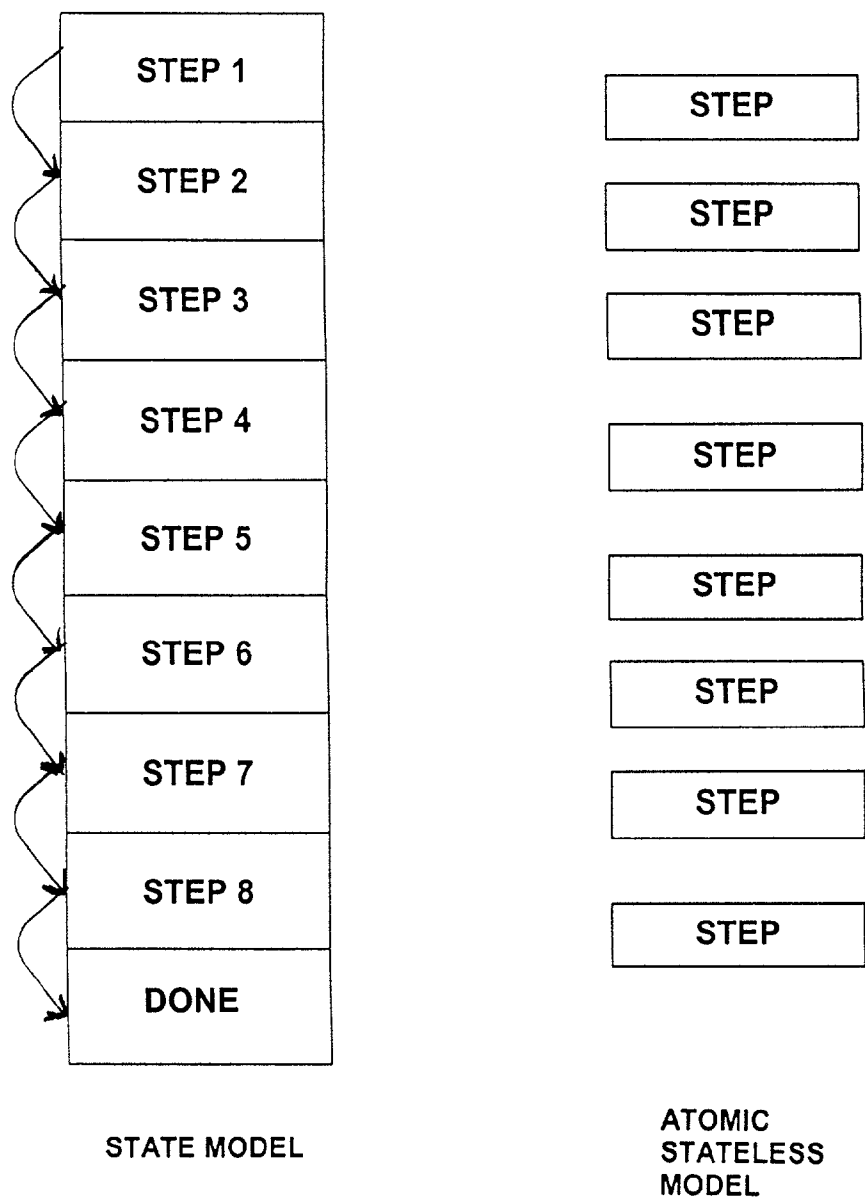 STEP 1
STEP 2
STEP 3
STEP 4
STEP 5
STEP 6
STEP 7
STEP 8
DONE
STATE MODEL
STEP
STEP
STEP
STEP
STEP
STEP
STEP
STEP
ATOMIC
STATELESS
MODEL